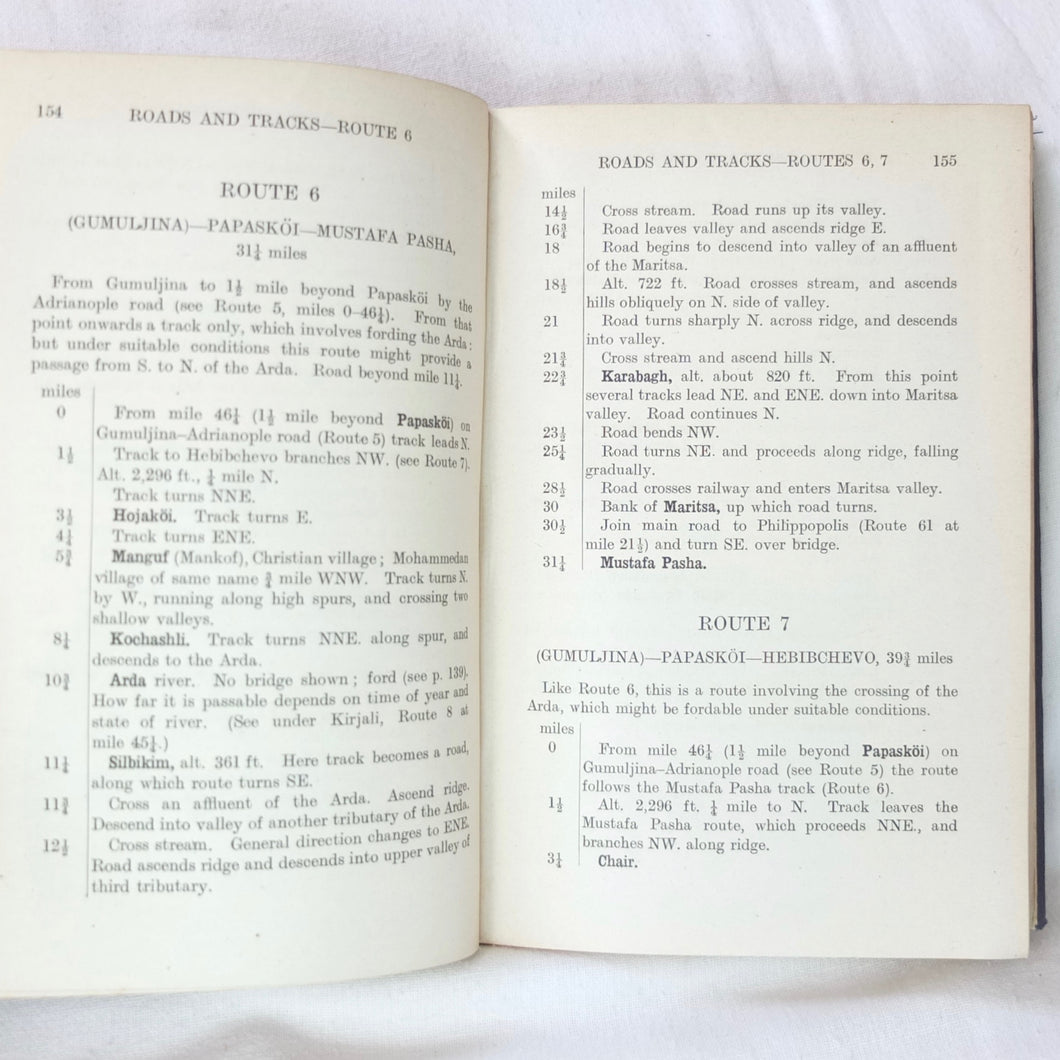 154 ROADS AND TRACKS—ROUTE 6
ROUTE 6
(GUMULJINA)—PAPASKÖI—MUSTAFA PASHA,
31¼ miles
From Gumuljina to 1½ mile beyond Papasköi by the
Adrianople road (see Route 5, miles 0–46¼). From that
point onwards a track only, which involves fording the Arda;
but under suitable conditions this route might provide a
passage from S. to N. of the Arda. Road beyond mile 11¼.
miles
0 From mile 46¼ (1½ mile beyond Papasköi) on
Gumuljina–Adrianople road (Route 5) track leads N.
1½ Track to Hebibchevo branches NW. (see Route 7).
Alt. 2,296 ft., ¼ mile N.
Track turns NNE.
3½ Hojaköi. Track turns E.
4¼ Track turns ENE.
5¾ Manguf (Mankof), Christian village; Mohammedan
village of same name ¾ mile WNW. Track turns N.
by W., running along high spurs, and crossing two
shallow valleys.
8¼ Kochashli. Track turns NNE. along spur, and
descends to the Arda.
10¾ Arda river. No bridge shown; ford (see p. 139).
How far it is passable depends on time of year and
state of river. (See under Kirjali, Route 8 at
mile 45¼.)
11¼ Silbikim, alt. 361 ft. Here track becomes a road,
along which route turns SE.
11¾ Cross an affluent of the Arda. Ascend ridge.
Descend into valley of another tributary of the Arda.
12½ Cross stream. General direction changes to ENE.
Road ascends ridge and descends into upper valley of
third tributary.
ROADS AND TRACKS—ROUTES 6, 7 155
miles
14½ Cross stream. Road runs up its valley.
16¾ Road leaves valley and ascends ridge E.
18 Road begins to descend into valley of an affluent
of the Maritsa.
18½ Alt. 722 ft. Road crosses stream, and ascends
hills obliquely on N. side of valley.
21 Road turns sharply N. across ridge, and descends
into valley.
21¾ Cross stream and ascend hills N.
22¾ Karabagh, alt. about 820 ft. From this point
several tracks lead NE. and ENE. down into Maritsa
valley. Road continues N.
23½ Road bends NW.
25¼ Road turns NE. and proceeds along ridge, falling
gradually.
28½ Road crosses railway and enters Maritsa valley.
30 Bank of Maritsa, up which road turns.
30½ Join main road to Philippopolis (Route 61 at
mile 21½) and turn SE. over bridge.
31¼ Mustafa Pasha.
ROUTE 7
(GUMULJINA)—PAPASKÖI—HEBIBCHEVO, 39¾ miles
Like Route 6, this is a route involving the crossing of the
Arda, which might be fordable under suitable conditions.
miles
0 From mile 46¼ (1½ mile beyond Papasköi) on
Gumuljina–Adrianople road (see Route 5) the route
follows the Mustafa Pasha track (Route 6).
1½ Alt. 2,296 ft. ¼ mile to N. Track leaves the
Mustafa Pasha route, which proceeds NNE., and
branches NW. along ridge.
3¼ Chair.